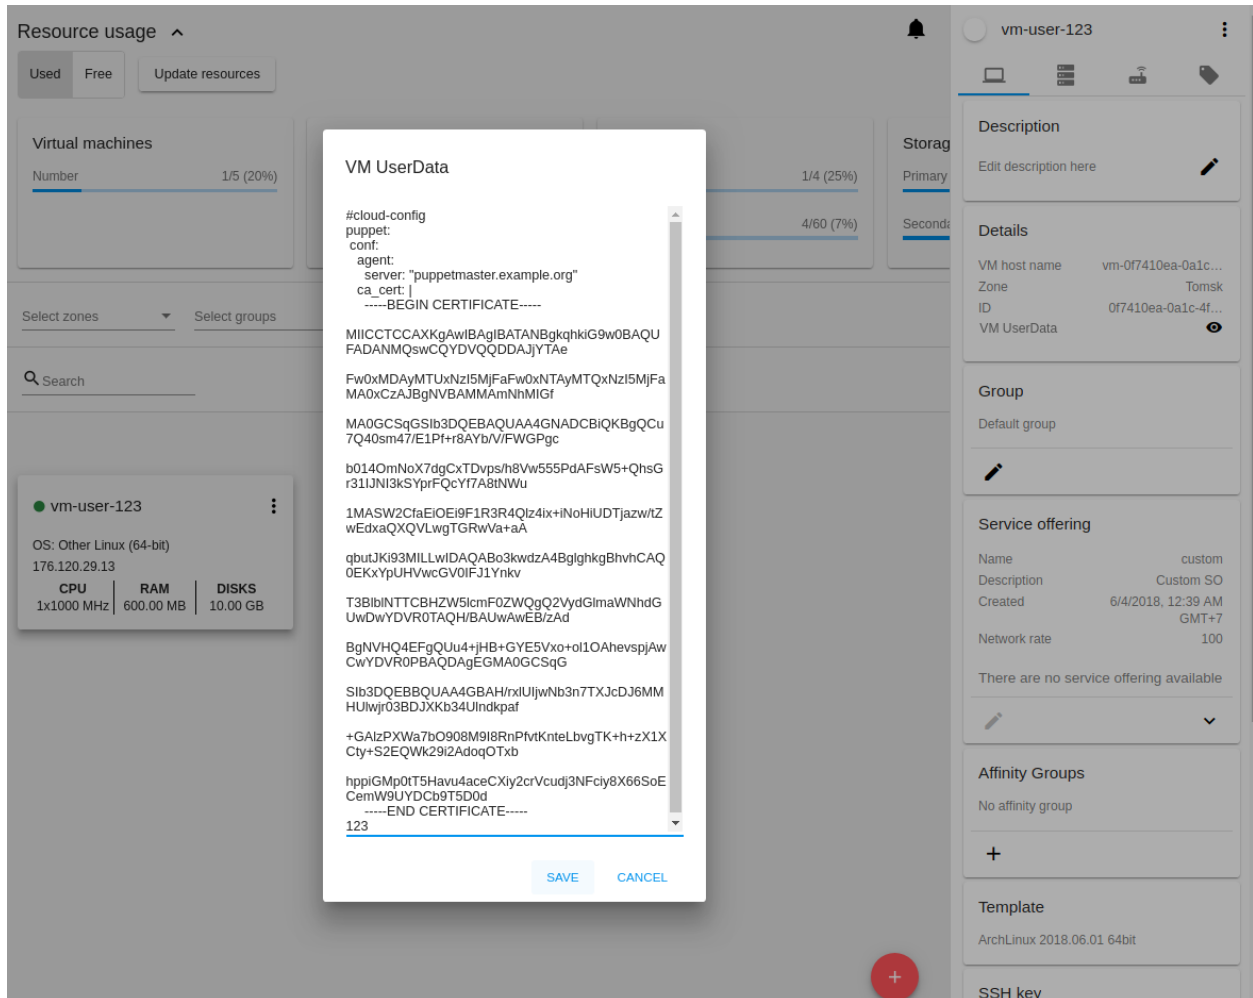 Resource usage
Used
Free
Update resources
Virtual machines
Number
1/5 (20%)
1/4 (25%)
4/60 (7%)
Storag
Primary
Seconda
Select zones
Select groups
Search
vm-user-123
OS: Other Linux (64-bit)
176.120.29.13
CPU
RAM
DISKS
1x1000 MHz
600.00 MB
10.00 GB
VM UserData
#cloud-config
puppet:
conf:
agent:
server: "puppetmaster.example.org"
ca_cert: |
-----BEGIN CERTIFICATE-----
MIICCTCCAXKgAwIBAgIBATANBgkqhkiG9w0BAQU
FADANMQswCQYDVQQDDAJjYTAe
Fw0xMDAyMTUxNzI5MjFaFw0xNTAyMTQxNzI5MjFa
MA0xCzAJBgNVBAMMAmNhMIGf
MA0GCSqGSIb3DQEBAQUAA4GNADCBiQKBgQCu
7Q40sm47/E1Pf+r8AYb/V/FWGPgc
b014OmNoX7dgCxTDvps/h8Vw555PdAFsW5+QhsG
r31IJNI3kSYprFQcYf7A8tNWu
1MASW2CfaEiOEi9F1R3R4Qlz4ix+iNoHiUDTjazw/tZ
wEdxaQXQVLwgTGRwVa+aA
qbutJKi93MILLwIDAQABo3kwdzA4BglghkgBhvhCAQ
0EKxYpUHVwcGV0IFJ1Ynkv
T3BlblNTTCBHZW5lcmF0ZWQgQ2VydGlmaWNhdG
UwDwYDVR0TAQH/BAUwAwEB/zAd
BgNVHQ4EFgQUu4+jHB+GYE5Vxo+ol1OAhevspjAw
CwYDVR0PBAQDAgEGMA0GCSqG
SIb3DQEBBQUAA4GBAH/rxlUIjwNb3n7TXJcDJ6MM
HUlwjr03BDJXKb34Ulndkpaf
+GAlzPXWa7bO908M9I8RnPfvtKnteLbvgTK+h+zX1X
Cty+S2EQWk29i2AdoqOTxb
hppiGMp0tT5Havu4aceCXiy2crVcudj3NFciy8X66SoE
CemW9UYDCb9T5D0d
-----END CERTIFICATE-----
123
SAVE
CANCEL
+
vm-user-123
Description
Edit description here
Details
VM host name
vm-0f7410ea-0a1c...
Zone
Tomsk
ID
0f7410ea-0a1c-4f...
VM UserData
Group
Default group
Service offering
Name
custom
Description
Custom SO
Created
6/4/2018, 12:39 AM
GMT+7
Network rate
100
There are no service offering available
Affinity Groups
No affinity group
+
Template
ArchLinux 2018.06.01 64bit
SSH key